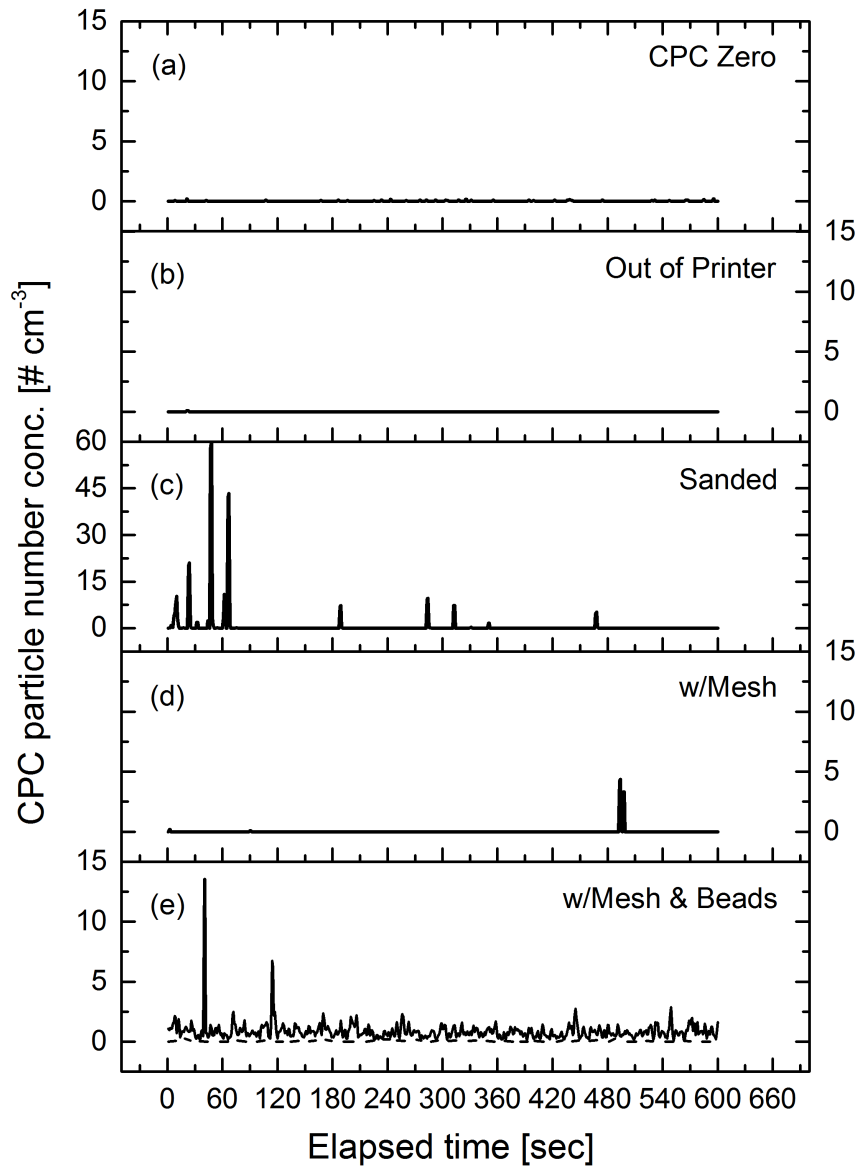 CPC particle number conc. [# cm-3]
15
(a)
CPC Zero
10
5
0
15
(b)
Out of Printer
10
5
0
60
(c)
Sanded
45
30
15
0
15
(d)
w/Mesh
10
5
0
15
(e)
w/Mesh & Beads
10
5
0
0 60 120 180 240 300 360 420 480 540 600 660
Elapsed time [sec]